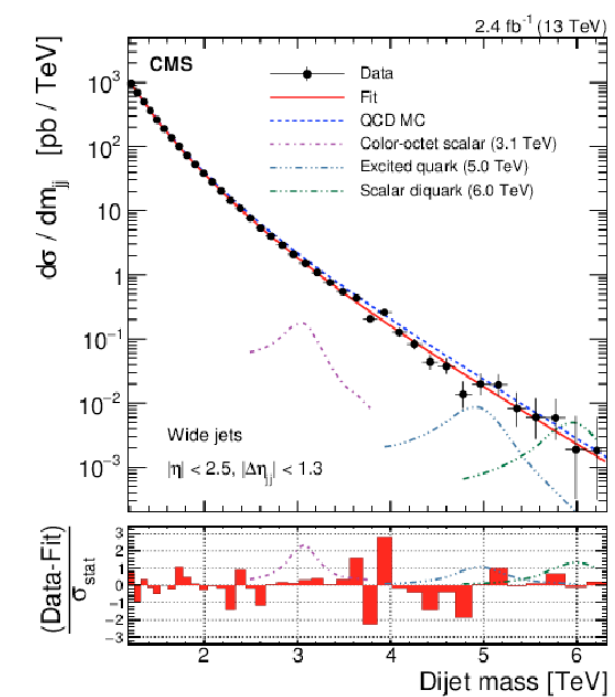 2.4 fb⁻¹ (13 TeV)
CMS
Data
Fit
QCD MC
Color-octet scalar (3.1 TeV)
Excited quark (5.0 TeV)
Scalar diquark (6.0 TeV)
dσ / dm_jj [pb / TeV]
10³
10²
10
1
10⁻¹
10⁻²
10⁻³
Wide jets
|η| < 2.5, |Δη_jj| < 1.3
(Data-Fit)
σ_stat
3
2
1
0
−1
−2
−3
2 3 4 5 6
Dijet mass [TeV]